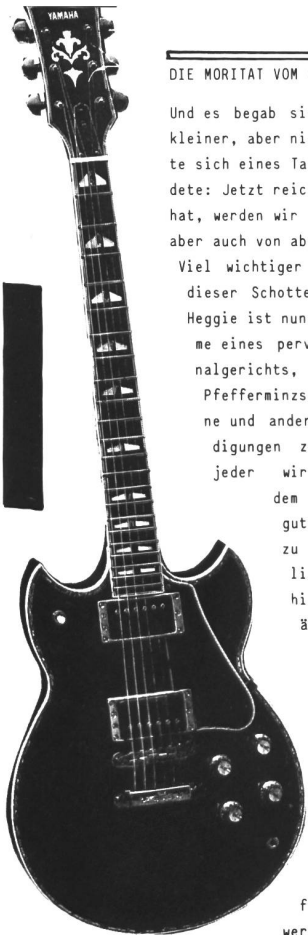 YAMAHA
DIE MORITAT VOM
Und es begab si
kleiner, aber ni
te sich eines Ta
dete: Jetzt reic
hat, werden wir
aber auch von ab
Viel wichtiger
dieser Schotte
Heggie ist nun
me eines perv
nalgerichts,
Pfefferminzs
ne und ander
digungen z
jeder wir
dem
gut
zu
li
hi
ä
f
wer